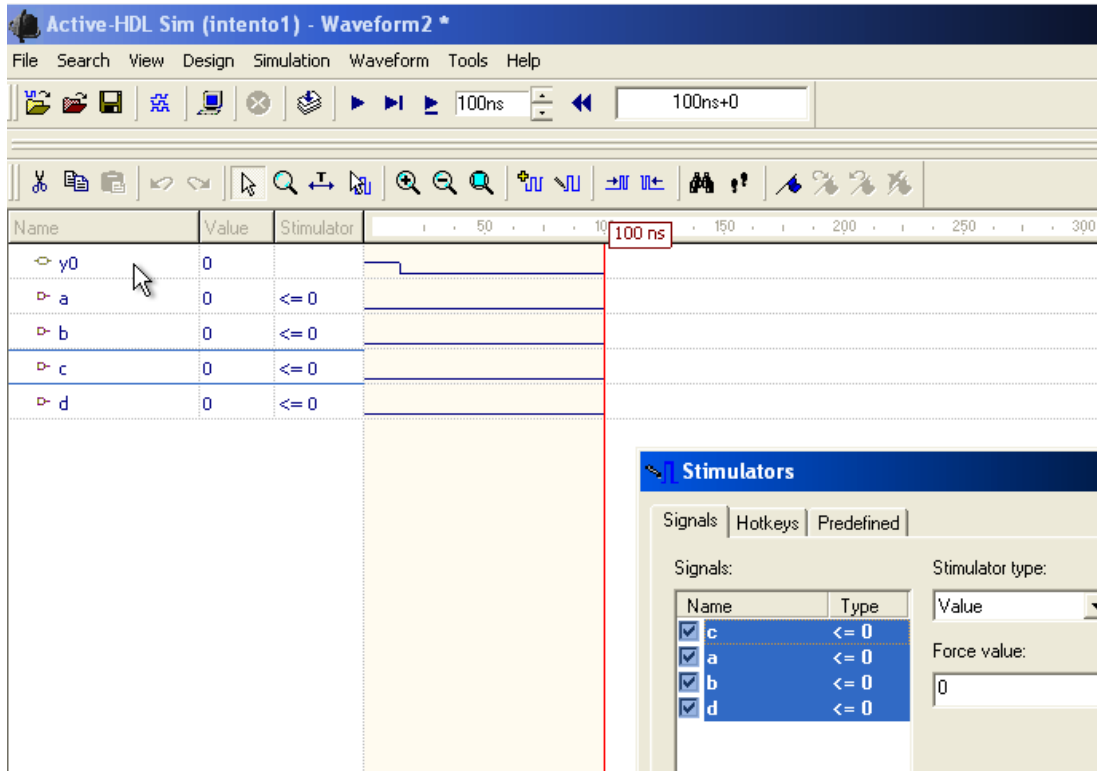 Active-HDL Sim (intento1) - Waveform2 *
File Search View Design Simulation Waveform Tools Help
100ns 100ns+0
Name Value Stimulator 50 10 100 ns 150 200 250 300
y0 0
a 0 <= 0
b 0 <= 0
c 0 <= 0
d 0 <= 0
Stimulators
Signals Hotkeys Predefined
Signals: Stimulator type:
Name Type Value
c <= 0
a <= 0 Force value:
b <= 0 0
d <= 0